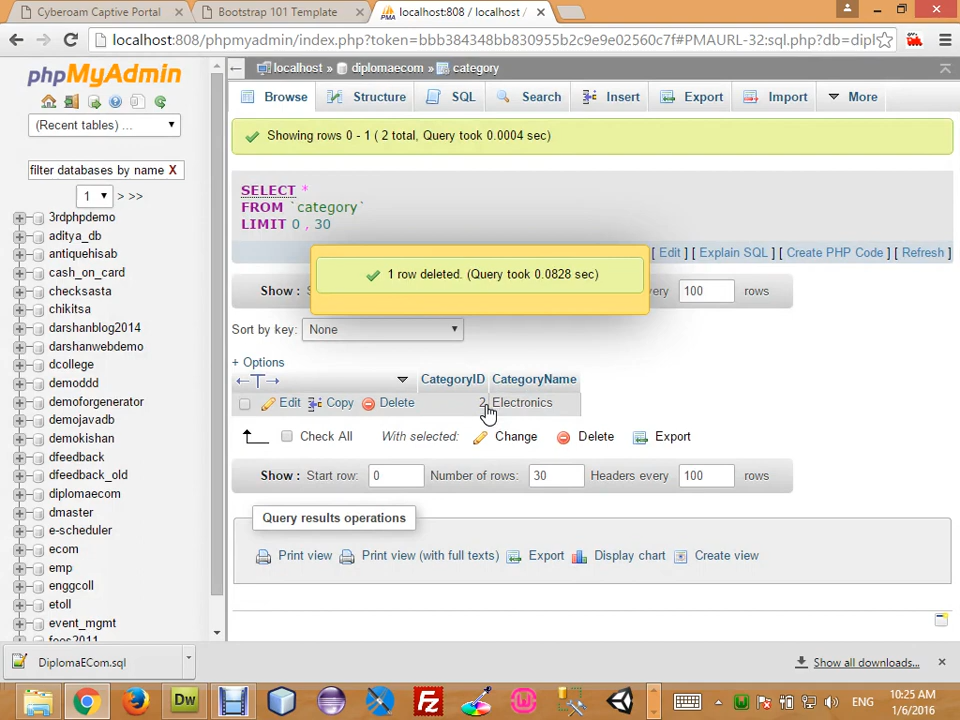 Cyberoam Captive Portal
Bootstrap 101 Template
localhost:808 / localhost /
localhost:808/phpmyadmin/index.php?token=bbb384348bb830955b2c9e9e02560c7f#PMAURL-32:sql.php?db=dipl
phpMyAdmin
localhost » diplomaecom » category
Browse Structure SQL Search Insert Export Import More
(Recent tables) ...
Showing rows 0 - 1 ( 2 total, Query took 0.0004 sec)
filter databases by name X
1 > >>
SELECT *
FROM `category`
LIMIT 0 , 30
[ Edit ] [ Explain SQL ] [ Create PHP Code ] [ Refresh ]
1 row deleted. (Query took 0.0828 sec)
Show : 100 rows
Sort by key: None
+ Options
CategoryID CategoryName
Edit Copy Delete 2 Electronics
Check All With selected: Change Delete Export
Show : Start row: 0 Number of rows: 30 Headers every 100 rows
Query results operations
Print view Print view (with full texts) Export Display chart Create view
3rdphpdemo
aditya_db
antiquehisab
cash_on_card
checksasta
chikitsa
darshanblog2014
darshanwebdemo
dcollege
demoddd
demoforgenerator
demojavadb
demokishan
dfeedback
dfeedback_old
diplomaecom
dmaster
e-scheduler
ecom
emp
enggcoll
etoll
event_mgmt
fees2011
DiplomaECom.sql
Show all downloads...
ENG
10:25 AM
1/6/2016